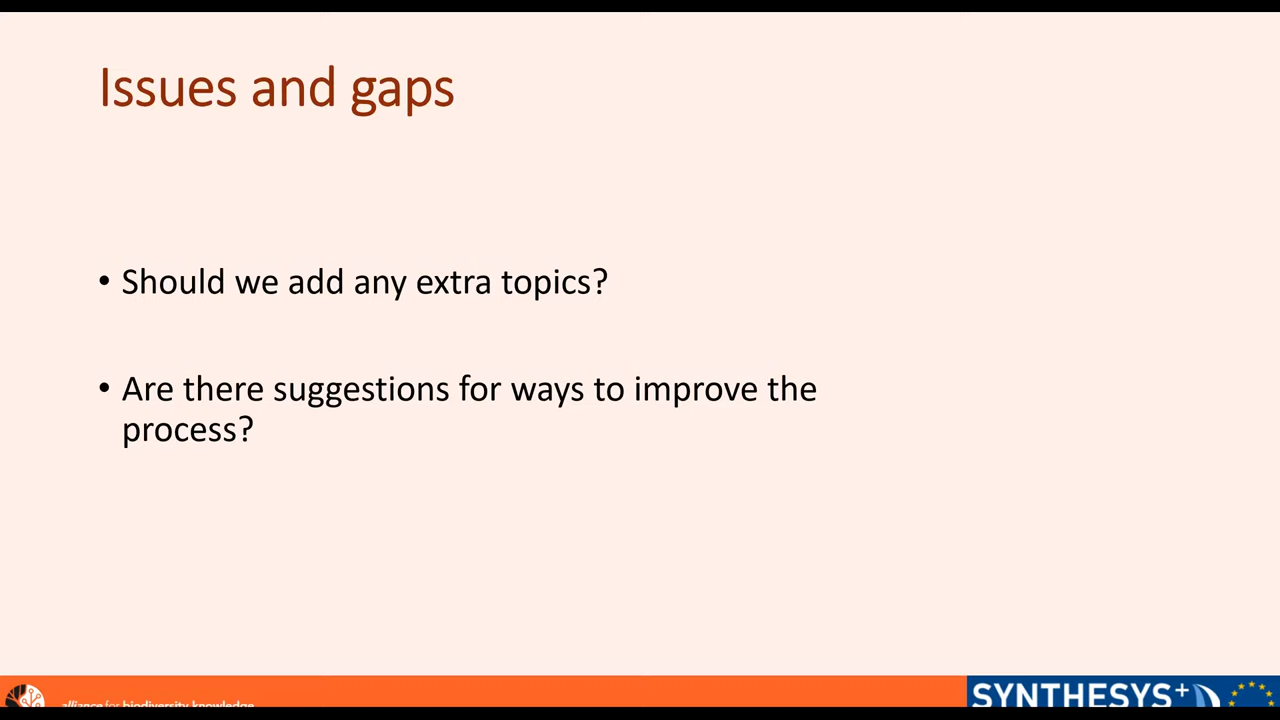 Issues and gaps
• Should we add any extra topics?
• Are there suggestions for ways to improve the
process?
alliance for biodiversity knowledge
SYNTHESYS+